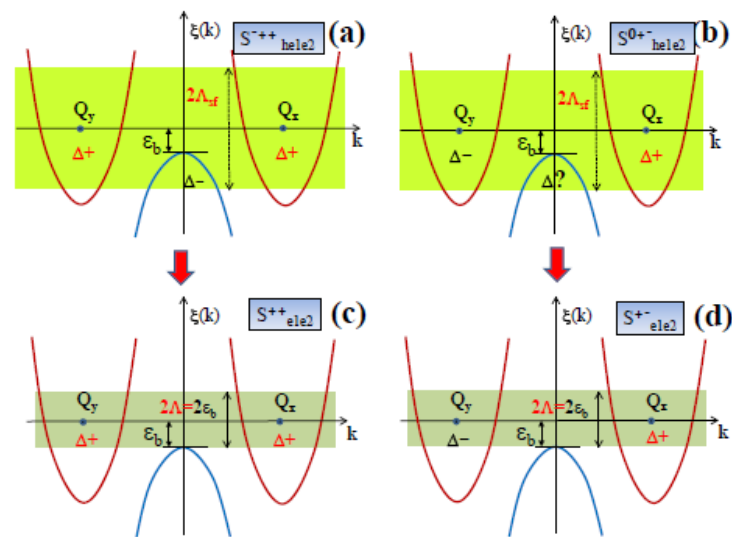 ξ(k)
S⁻⁺⁺hele2
(a)
2Λsf
Qy
Qx
k
εb
Δ+
Δ+
Δ−
ξ(k)
S⁰⁺⁻hele2
(b)
2Λsf
Qy
Qx
k
εb
Δ−
Δ+
Δ?
ξ(k)
S⁺⁺ele2
(c)
Qy
2Λ=2εb
Qx
k
εb
Δ+
Δ+
ξ(k)
S⁺⁻ele2
(d)
Qy
2Λ=2εb
Qx
k
εb
Δ−
Δ+